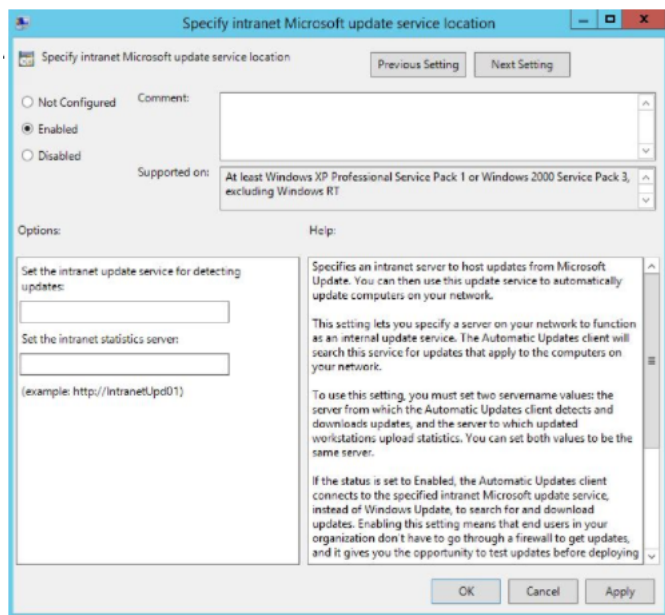 Specify intranet Microsoft update service location
Specify intranet Microsoft update service location
Previous Setting
Next Setting
Not Configured
Comment:
Enabled
Disabled
Supported on:
At least Windows XP Professional Service Pack 1 or Windows 2000 Service Pack 3,
excluding Windows RT
Options:
Help:
Set the intranet update service for detecting
updates:
Set the intranet statistics server:
(example: http://IntranetUpd01)
Specifies an intranet server to host updates from Microsoft
Update. You can then use this update service to automatically
update computers on your network.
This setting lets you specify a server on your network to function
as an internal update service. The Automatic Updates client will
search this service for updates that apply to the computers on
your network.
To use this setting, you must set two servername values: the
server from which the Automatic Updates client detects and
downloads updates, and the server to which updated
workstations upload statistics. You can set both values to be the
same server.
If the status is set to Enabled, the Automatic Updates client
connects to the specified intranet Microsoft update service,
instead of Windows Update, to search for and download
updates. Enabling this setting means that end users in your
organization don't have to go through a firewall to get updates,
and it gives you the opportunity to test updates before deploying
OK
Cancel
Apply